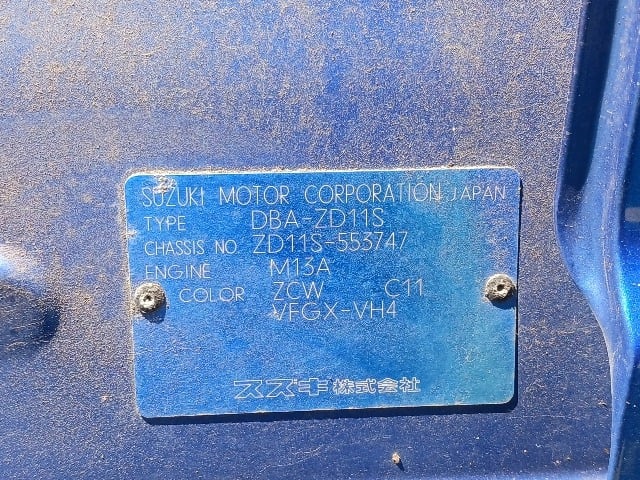 SUZUKI MOTOR CORPORATION JAPAN
TYPE DBA-ZD11S
CHASSIS NO. ZD11S-553747
ENGINE M13A
COLOR ZCW C11
VFGX-VH4
スズキ株式会社